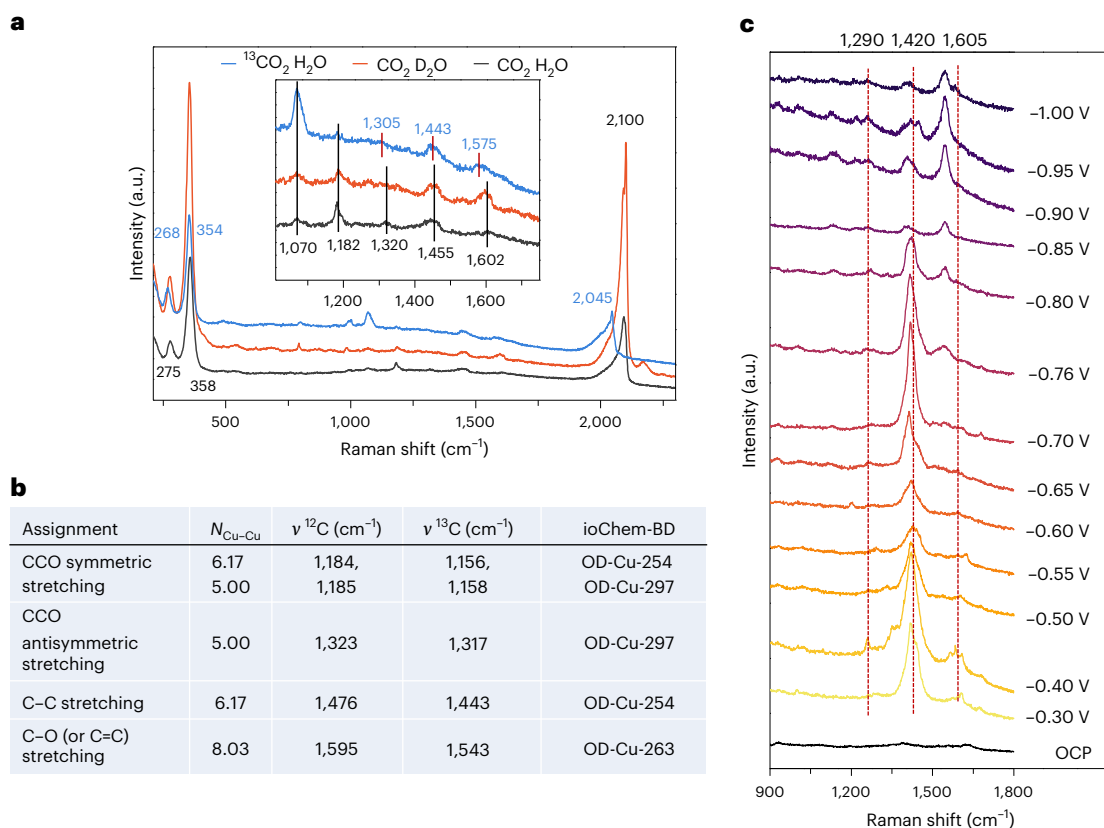 a
¹³CO₂ H₂O
CO₂ D₂O
CO₂ H₂O
Intensity (a.u.)
268
354
275
358
1,305
1,443
1,575
1,070
1,182
1,320
1,455
1,602
1,200
1,400
1,600
2,100
2,045
500
1,000
1,500
2,000
Raman shift (cm⁻¹)
b
Assignment N_Cu–Cu ν ¹²C (cm⁻¹) ν ¹³C (cm⁻¹) ioChem-BD
CCO symmetric 6.17 1,184, 1,156, OD-Cu-254
stretching 5.00 1,185 1,158 OD-Cu-297
CCO
antisymmetric 5.00 1,323 1,317 OD-Cu-297
stretching
C–C stretching 6.17 1,476 1,443 OD-Cu-254
C–O (or C=C) 8.03 1,595 1,543 OD-Cu-263
stretching
c
1,290 1,420 1,605
Intensity (a.u.)
–1.00 V
–0.95 V
–0.90 V
–0.85 V
–0.80 V
–0.76 V
–0.70 V
–0.65 V
–0.60 V
–0.55 V
–0.50 V
–0.40 V
–0.30 V
OCP
900 1,200 1,500 1,800
Raman shift (cm⁻¹)